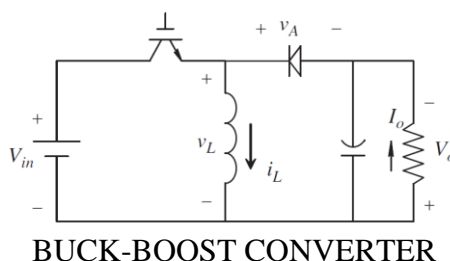 + v_A −
+
V_in
−
+
v_L
−
i_L
I_o
−
+
BUCK-BOOST CONVERTER